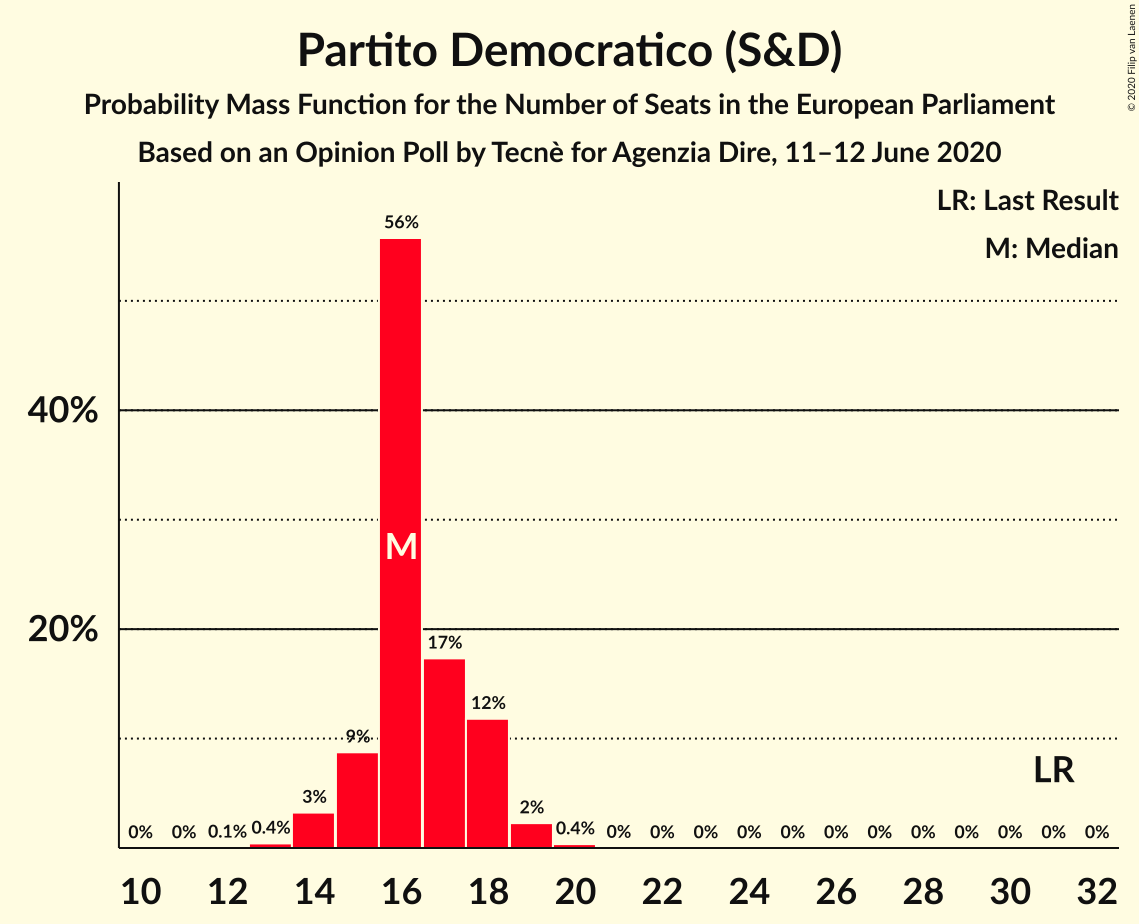 Partito Democratico (S&D)
Probability Mass Function for the Number of Seats in the European Parliament
Based on an Opinion Poll by Tecnè for Agenzia Dire, 11–12 June 2020
© 2020 Filip van Laenen
LR: Last Result
M: Median
56%
40%
M
20%
17%
12%
9%
LR
3%
2%
0% 0% 0.1% 0.4% 0.4% 0% 0% 0% 0% 0% 0% 0% 0% 0% 0% 0% 0%
10 12 14 16 18 20 22 24 26 28 30 32